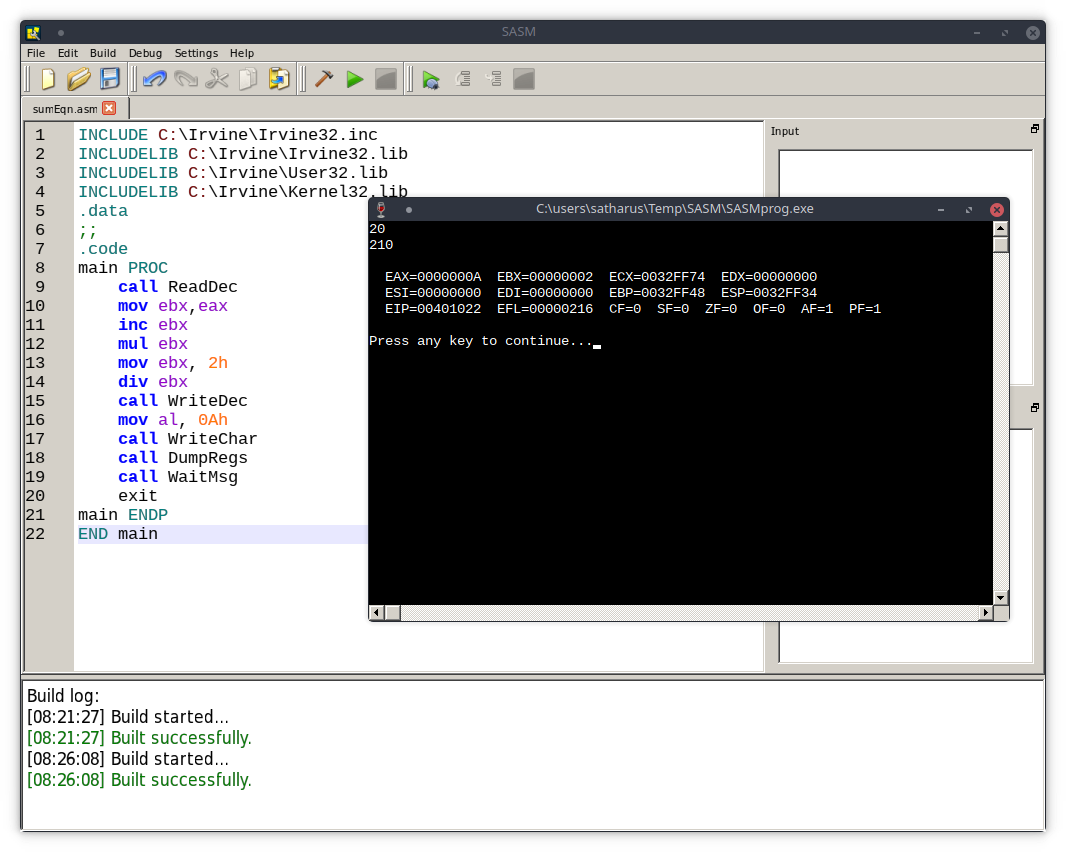 SASM
File Edit Build Debug Settings Help
sumEqn.asm
1 INCLUDE C:\Irvine\Irvine32.inc
2 INCLUDELIB C:\Irvine\Irvine32.lib
3 INCLUDELIB C:\Irvine\User32.lib
4 INCLUDELIB C:\Irvine\Kernel32.lib
5 .data
6 ;;
7 .code
8 main PROC
9 call ReadDec
10 mov ebx,eax
11 inc ebx
12 mul ebx
13 mov ebx, 2h
14 div ebx
15 call WriteDec
16 mov al, 0Ah
17 call WriteChar
18 call DumpRegs
19 call WaitMsg
20 exit
21 main ENDP
22 END main
Input
C:\users\satharus\Temp\SASM\SASMprog.exe
20
210
EAX=0000000A EBX=00000002 ECX=0032FF74 EDX=00000000
ESI=00000000 EDI=00000000 EBP=0032FF48 ESP=0032FF34
EIP=00401022 EFL=00000216 CF=0 SF=0 ZF=0 OF=0 AF=1 PF=1
Press any key to continue...
Build log:
[08:21:27] Build started...
[08:21:27] Built successfully.
[08:26:08] Build started...
[08:26:08] Built successfully.